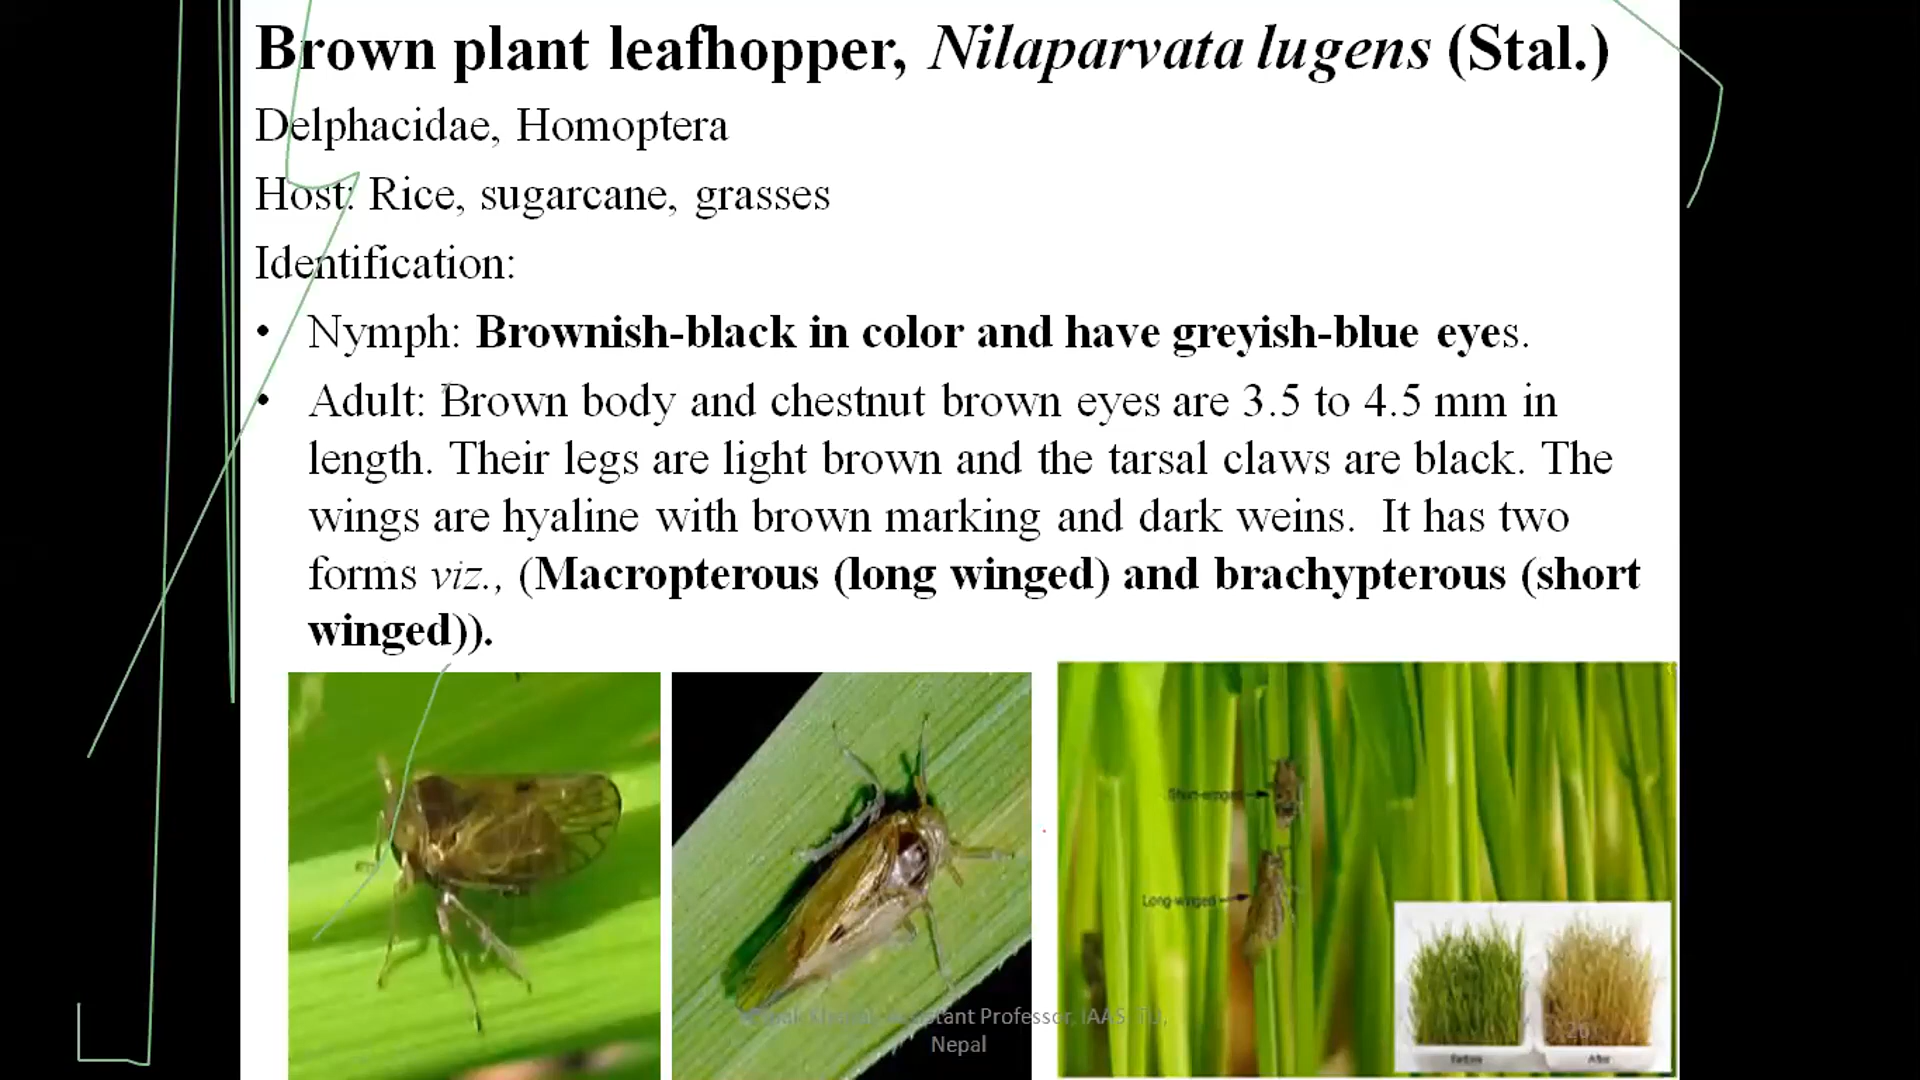 Brown plant leafhopper, Nilaparvata lugens (Stal.)
Delphacidae, Homoptera
Host: Rice, sugarcane, grasses
Identification:
• Nymph: Brownish-black in color and have greyish-blue eyes.
• Adult: Brown body and chestnut brown eyes are 3.5 to 4.5 mm in
length. Their legs are light brown and the tarsal claws are black. The
wings are hyaline with brown marking and dark weins. It has two
forms viz., (Macropterous (long winged) and brachypterous (short
winged)).
Short-winged
Long-winged
Before After
Professor, IAAS, TU,
Nepal